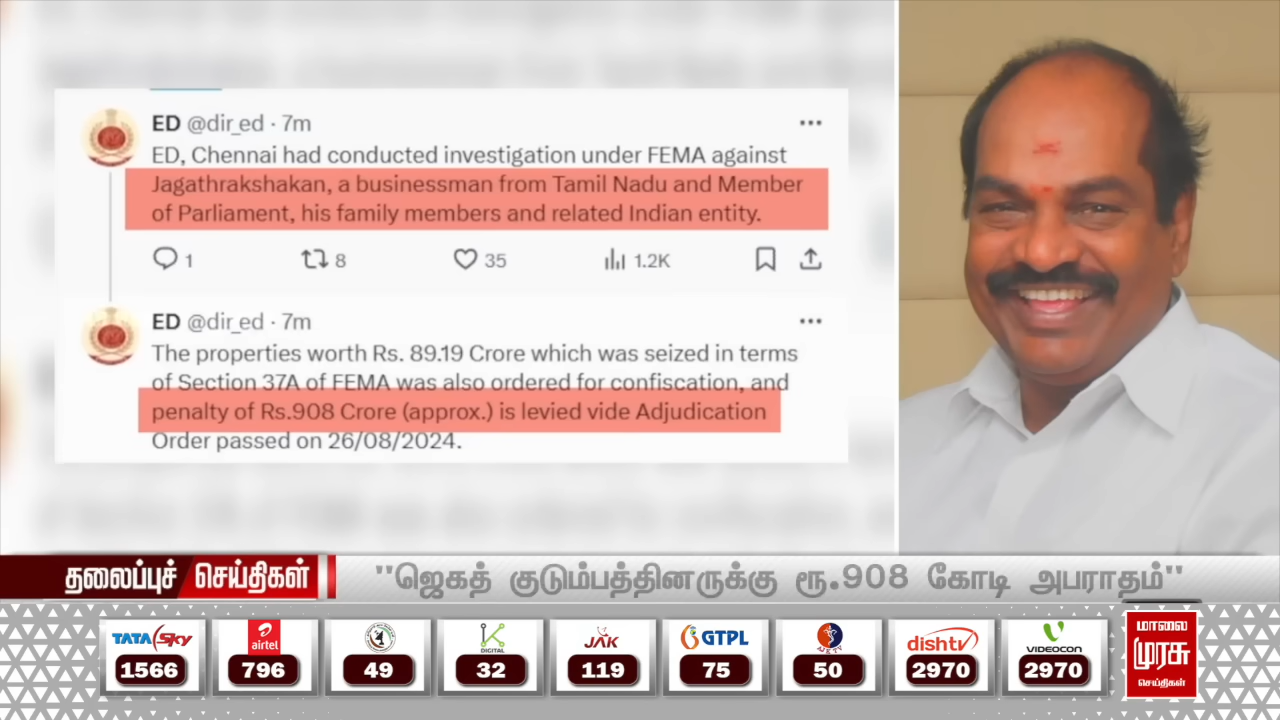 ED @dir_ed · 7m
ED, Chennai had conducted investigation under FEMA against
Jagathrakshakan, a businessman from Tamil Nadu and Member
of Parliament, his family members and related Indian entity.
1 8 35 1.2K
ED @dir_ed · 7m
The properties worth Rs. 89.19 Crore which was seized in terms
of Section 37A of FEMA was also ordered for confiscation, and
penalty of Rs.908 Crore (approx.) is levied vide Adjudication
Order passed on 26/08/2024.
தலைப்புச் செய்திகள்
"ஜெகத் குடும்பத்தினருக்கு ரூ.908 கோடி அபராதம்"
TATA Sky airtel K DIGITAL JAK GTPL AKTV dishtv VIDEOCON
1566 796 49 32 119 75 50 2970 2970
மாலை
முரசு
செய்திகள்